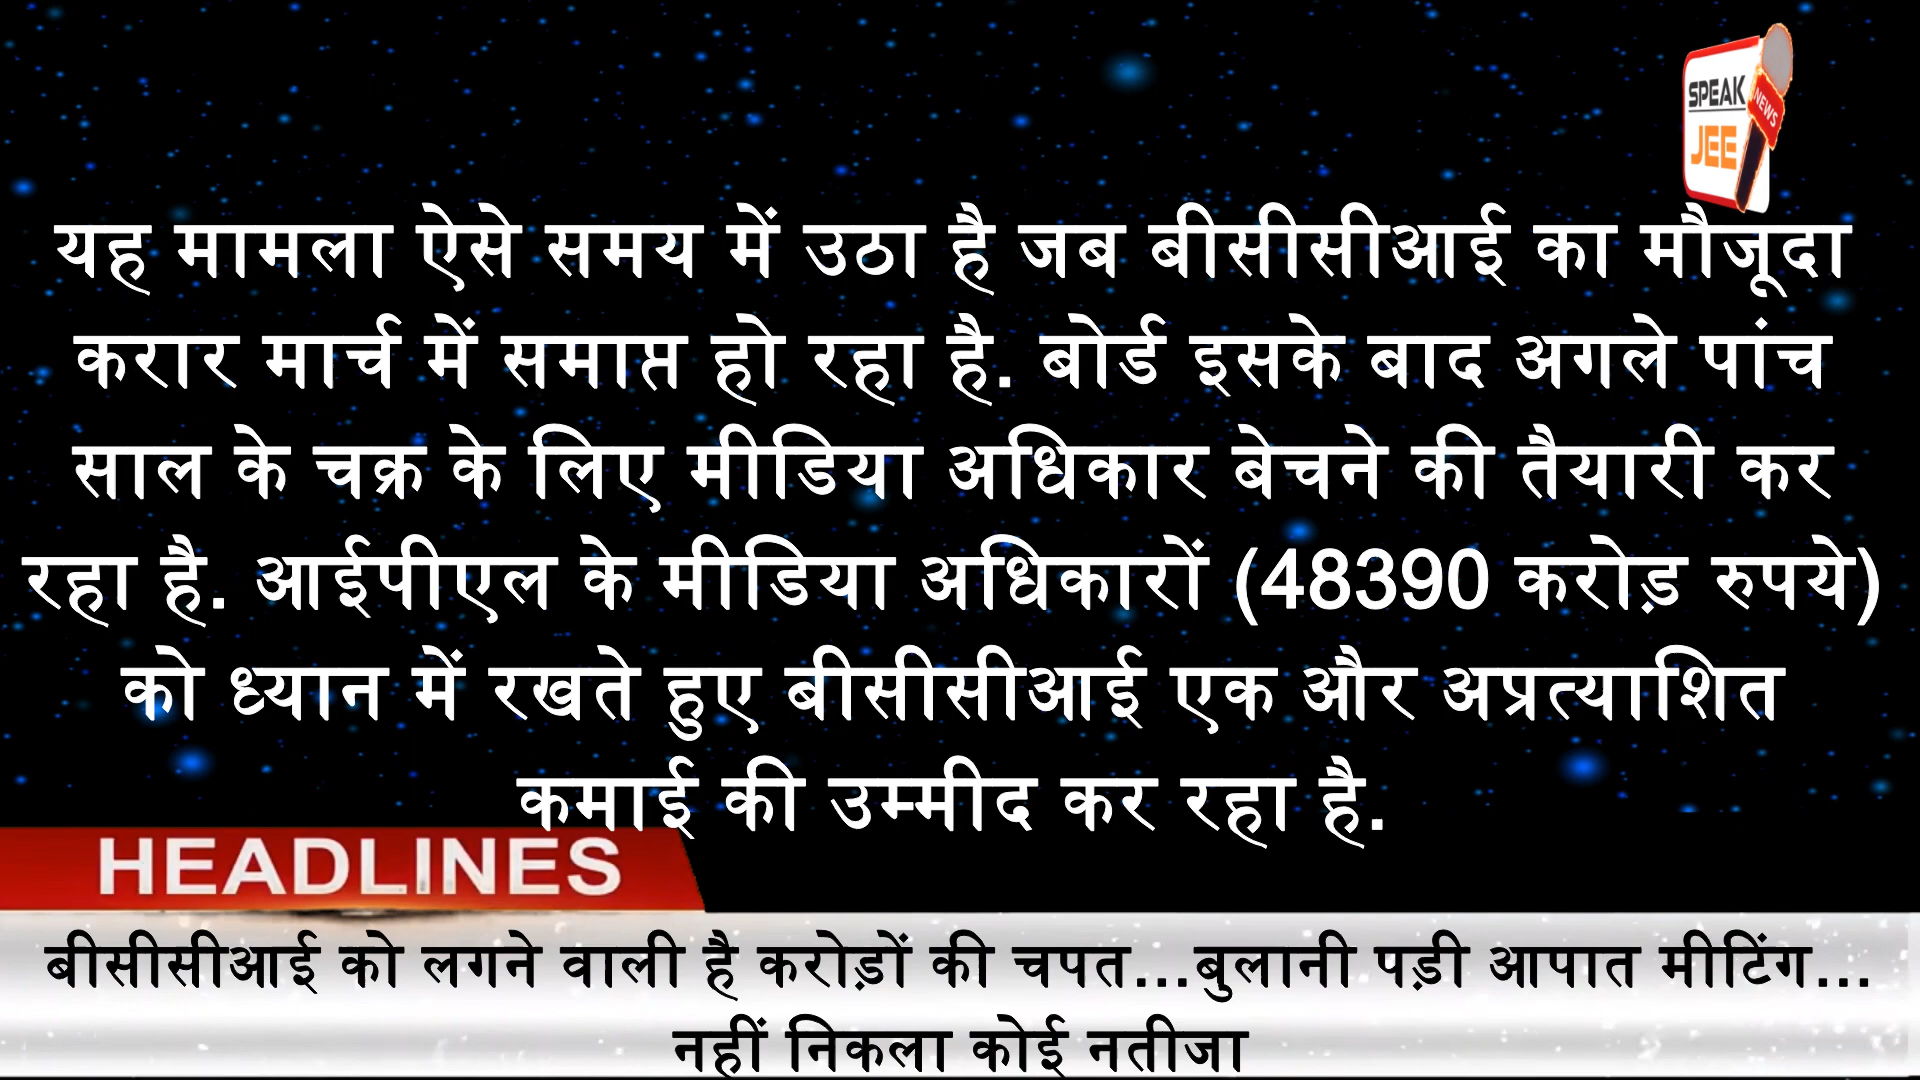 SPEAK
NEWS
JEE
यह मामला ऐसे समय में उठा है जब बीसीसीआई का मौजूदा
करार मार्च में समाप्त हो रहा है. बोर्ड इसके बाद अगले पांच
साल के चक्र के लिए मीडिया अधिकार बेचने की तैयारी कर
रहा है. आईपीएल के मीडिया अधिकारों (48390 करोड़ रुपये)
को ध्यान में रखते हुए बीसीसीआई एक और अप्रत्याशित
कमाई की उम्मीद कर रहा है.
HEADLINES
बीसीसीआई को लगने वाली है करोड़ों की चपत...बुलानी पड़ी आपात मीटिंग...
नहीं निकला कोई नतीजा